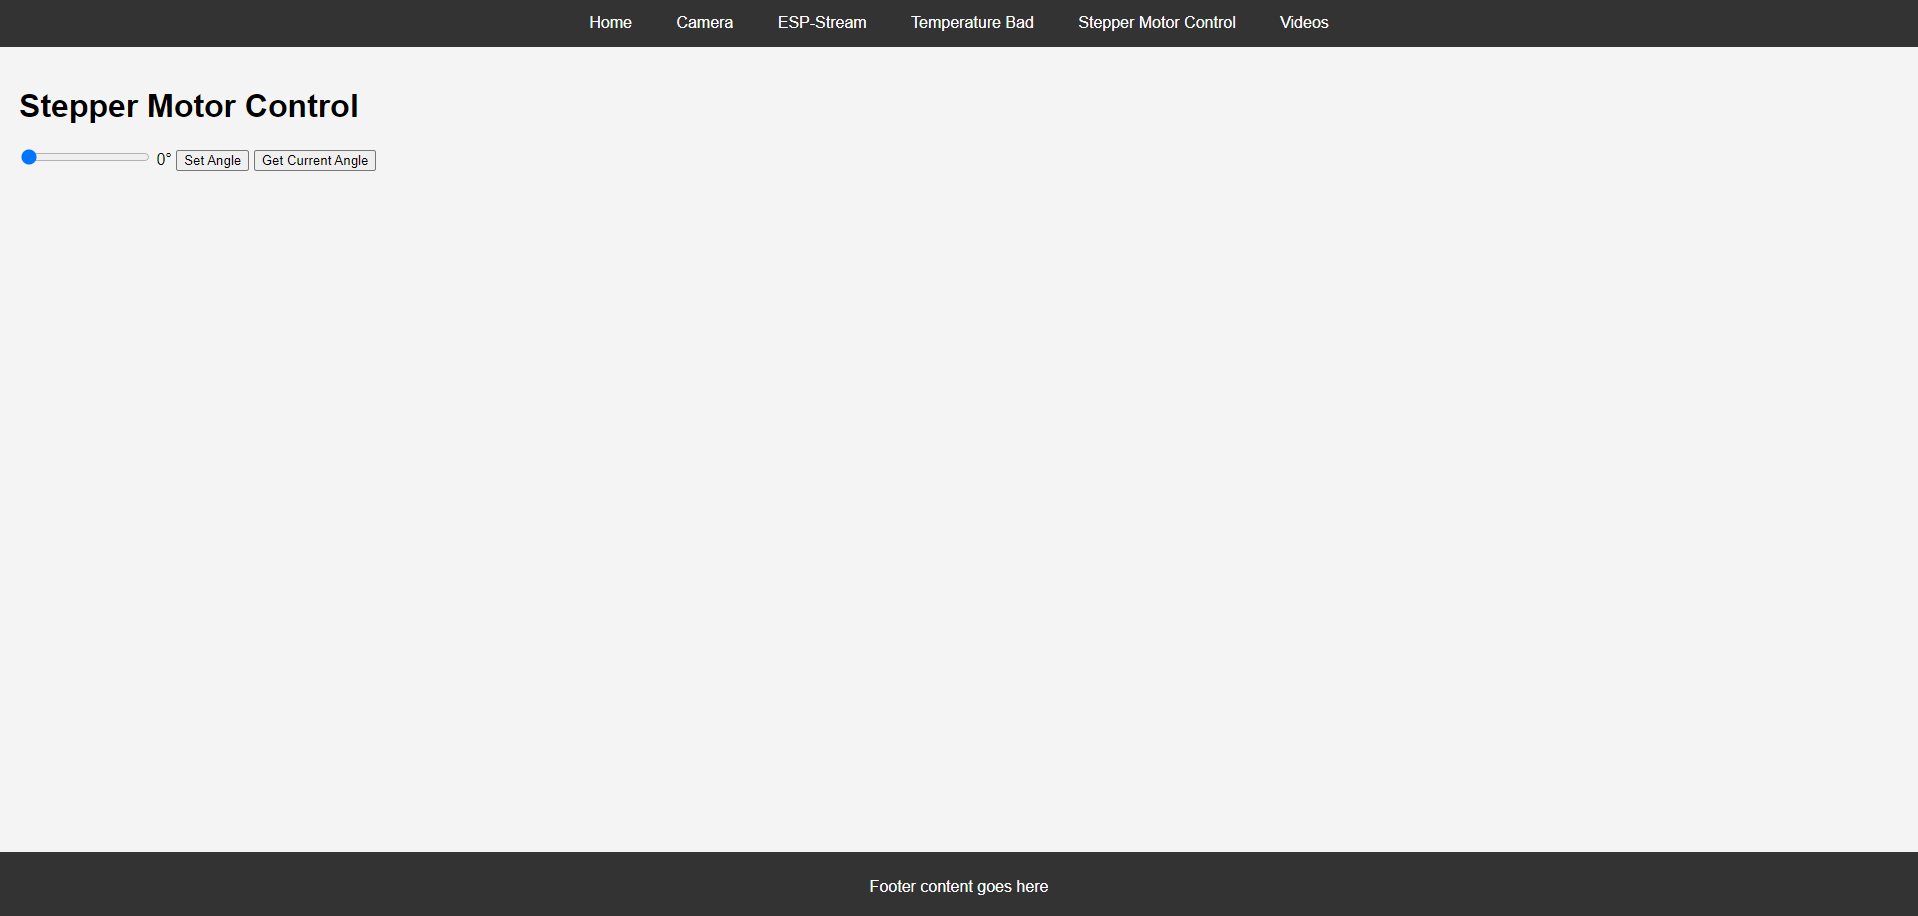 Home Camera ESP-Stream Temperature Bad Stepper Motor Control Videos
Stepper Motor Control
0° Set Angle Get Current Angle
Footer content goes here